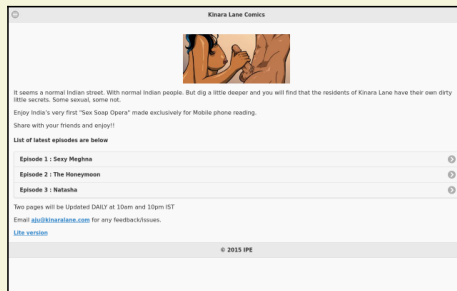 Kinara Lane Comics
It seems a normal Indian street. With normal Indian people. But dig a little deeper and you will find that the residents of Kinara Lane have their own dirty
little secrets. Some sexual, some not.
Enjoy India's very first "Sex Soap Opera" made exclusively for Mobile phone reading.
Share with your friends and enjoy!!
List of latest episodes are below
Episode 1 : Sexy Meghna
Episode 2 : The Honeymoon
Episode 3 : Natasha
Two pages will be Updated DAILY at 10am and 10pm IST
Email aju@kinaralane.com for any feedback/issues.
Lite version
© 2015 IPE